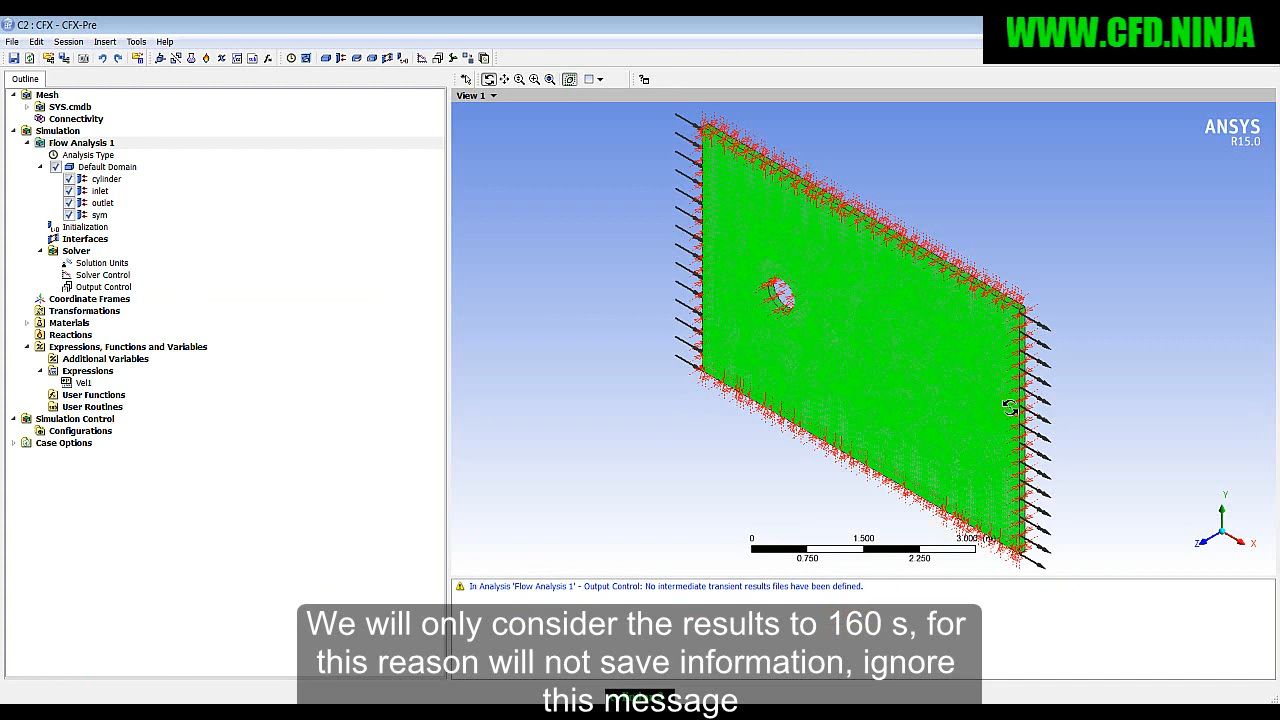 C2 : CFX - CFX-Pre
WWW.CFD.NINJA
File Edit Session Insert Tools Help
Outline
View 1
Mesh
SYS.cmdb
Connectivity
Simulation
Flow Analysis 1
Analysis Type
Default Domain
cylinder
inlet
outlet
sym
Initialization
Interfaces
Solver
Solution Units
Solver Control
Output Control
Coordinate Frames
Transformations
Materials
Reactions
Expressions, Functions and Variables
Additional Variables
Expressions
Vel1
User Functions
User Routines
Simulation Control
Configurations
Case Options
ANSYS
R15.0
Y
Z X
0 1.500 3.000
0.750 2.250
In Analysis 'Flow Analysis 1' - Output Control: No intermediate transient results files have been defined.
We will only consider the results to 160 s, for
this reason will not save information, ignore
this message